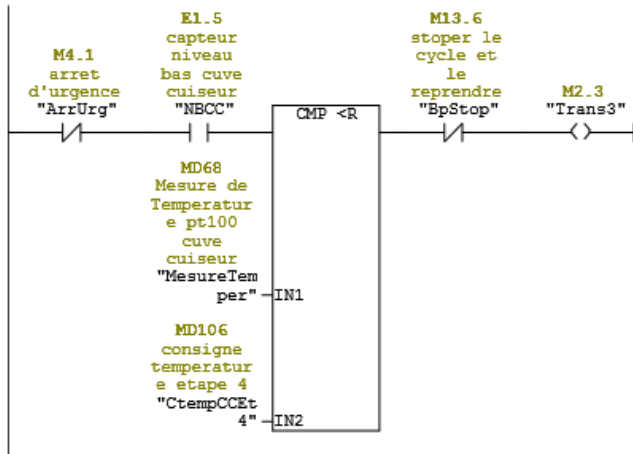 E1.5
capteur
niveau
bas cuve
cuiseur
"NBCC"
M13.6
stoper le
cycle et
le
reprendre
"BpStop"
M4.1
arret
d'urgence
"ArrUrg"
M2.3
"Trans3"
CMP <R
MD68
Mesure de
Temperatur
e pt100
cuve
cuiseur
"MesureTem
per"
IN1
MD106
consigne
temperatur
e etape 4
"CtempCCEt
4"
IN2